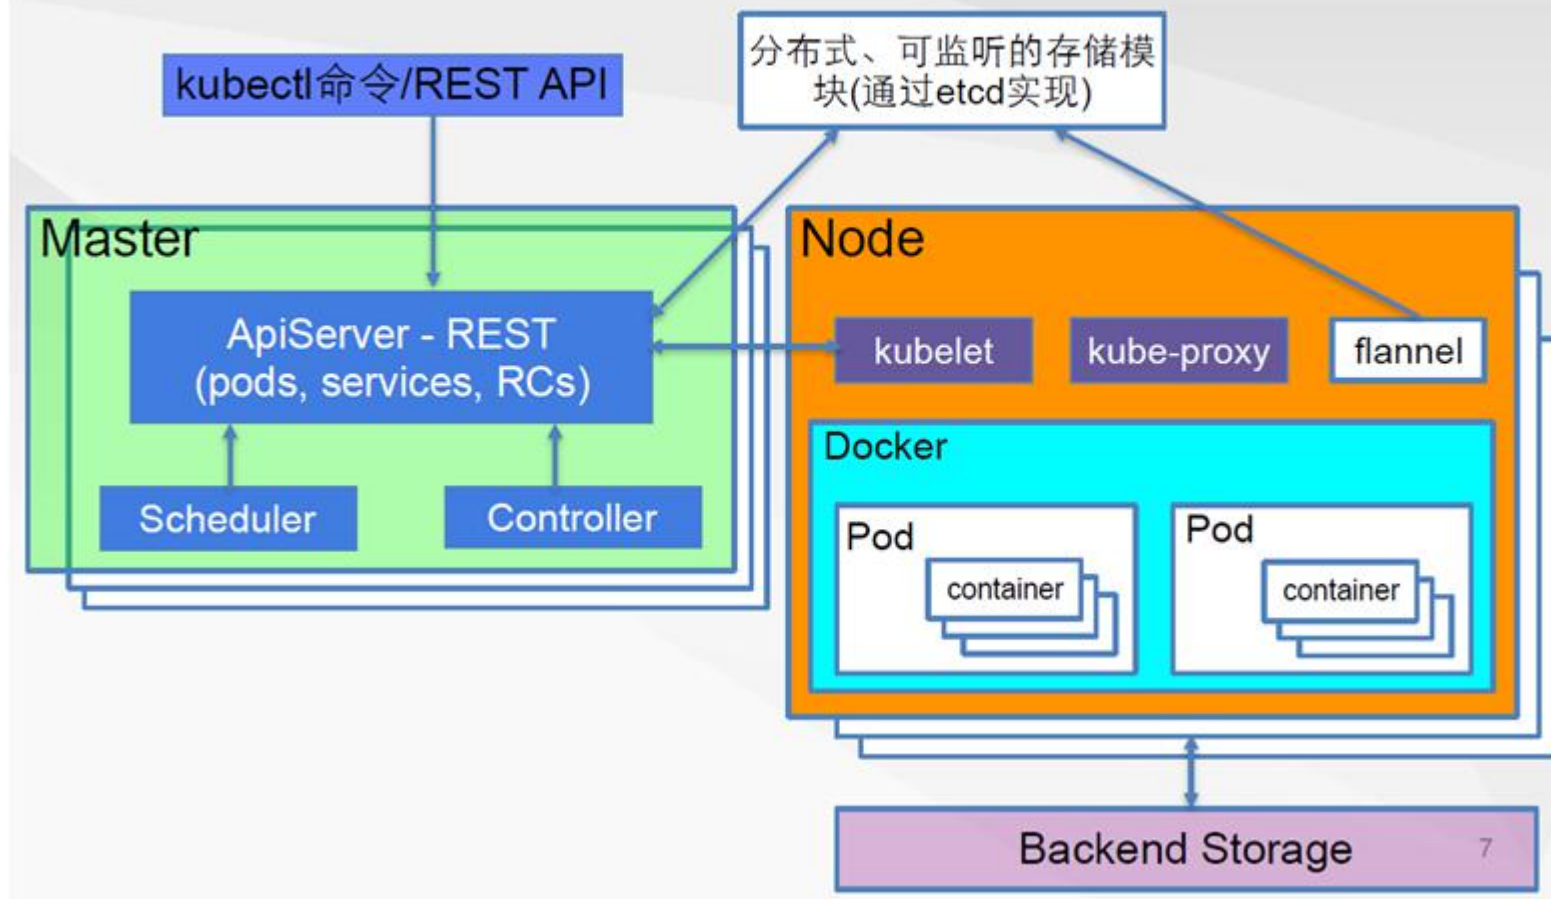 kubectl命令/REST API
分布式、可监听的存储模
块(通过etcd实现)
Master
ApiServer - REST
(pods, services, RCs)
Scheduler
Controller
Node
kubelet
kube-proxy
flannel
Docker
Pod
container
Pod
container
Backend Storage
7